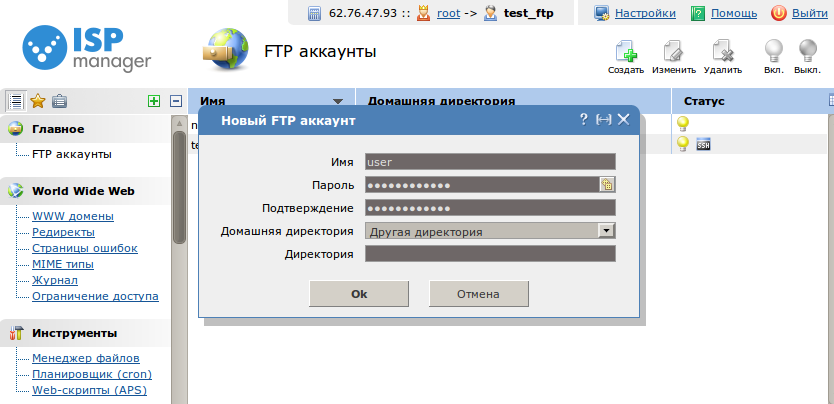 62.76.47.93 :: root -> test_ftp
Настройки Помощь Выйти
ISP
manager
FTP аккаунты
Создать Изменить Удалить Вкл. Выкл.
Имя Домашняя директория Статус
Главное
FTP аккаунты
SSH
World Wide Web
WWW домены
Редиректы
Страницы ошибок
MIME типы
Журнал
Ограничение доступа
Инструменты
Менеджер файлов
Планировщик (cron)
Web-скрипты (APS)
Новый FTP аккаунт
Имя user
Пароль ••••••••••••
Подтверждение ••••••••••••
Домашняя директория Другая директория
Директория
Ok Отмена